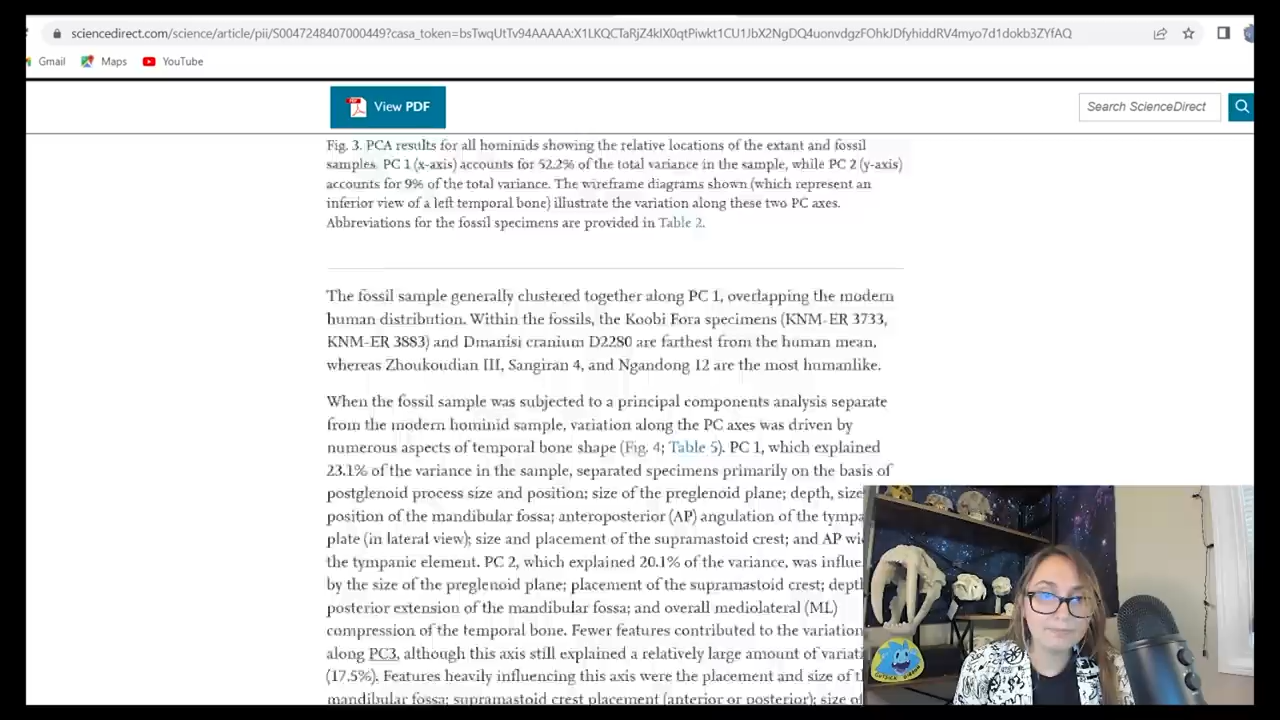 sciencedirect.com/science/article/pii/S0047248407000449?casa_token=bsTwqUtTv94AAAAA:X1LKQCTaRjZ4kIX0qtPiwkt1CU1JbX2NgDQ4uonvdgzFOhkJDfyhiddRV4myo7d1dokb3ZYfAQ
Gmail Maps YouTube
View PDF
Search ScienceDirect
Fig. 3. PCA results for all hominids showing the relative locations of the extant and fossil
samples. PC 1 (x-axis) accounts for 52.2% of the total variance in the sample, while PC 2 (y-axis)
accounts for 9% of the total variance. The wireframe diagrams shown (which represent an
inferior view of a left temporal bone) illustrate the variation along these two PC axes.
Abbreviations for the fossil specimens are provided in Table 2.
The fossil sample generally clustered together along PC 1, overlapping the modern
human distribution. Within the fossils, the Koobi Fora specimens (KNM-ER 3733,
KNM-ER 3883) and Dmanisi cranium D2280 are farthest from the human mean,
whereas Zhoukoudian III, Sangiran 4, and Ngandong 12 are the most humanlike.
When the fossil sample was subjected to a principal components analysis separate
from the modern hominid sample, variation along the PC axes was driven by
numerous aspects of temporal bone shape (Fig. 4; Table 5). PC 1, which explained
23.1% of the variance in the sample, separated specimens primarily on the basis of
postglenoid process size and position; size of the preglenoid plane; depth, size
position of the mandibular fossa; anteroposterior (AP) angulation of the tympa
plate (in lateral view); size and placement of the supramastoid crest; and AP wi
the tympanic element. PC 2, which explained 20.1% of the variance, was influe
by the size of the preglenoid plane; placement of the supramastoid crest; depth
posterior extension of the mandibular fossa; and overall mediolateral (ML)
compression of the temporal bone. Fewer features contributed to the variation
along PC3, although this axis still explained a relatively large amount of variati
(17.5%). Features heavily influencing this axis were the placement and size of t
mandibular fossa; supramastoid crest placement (anterior or posterior); size of